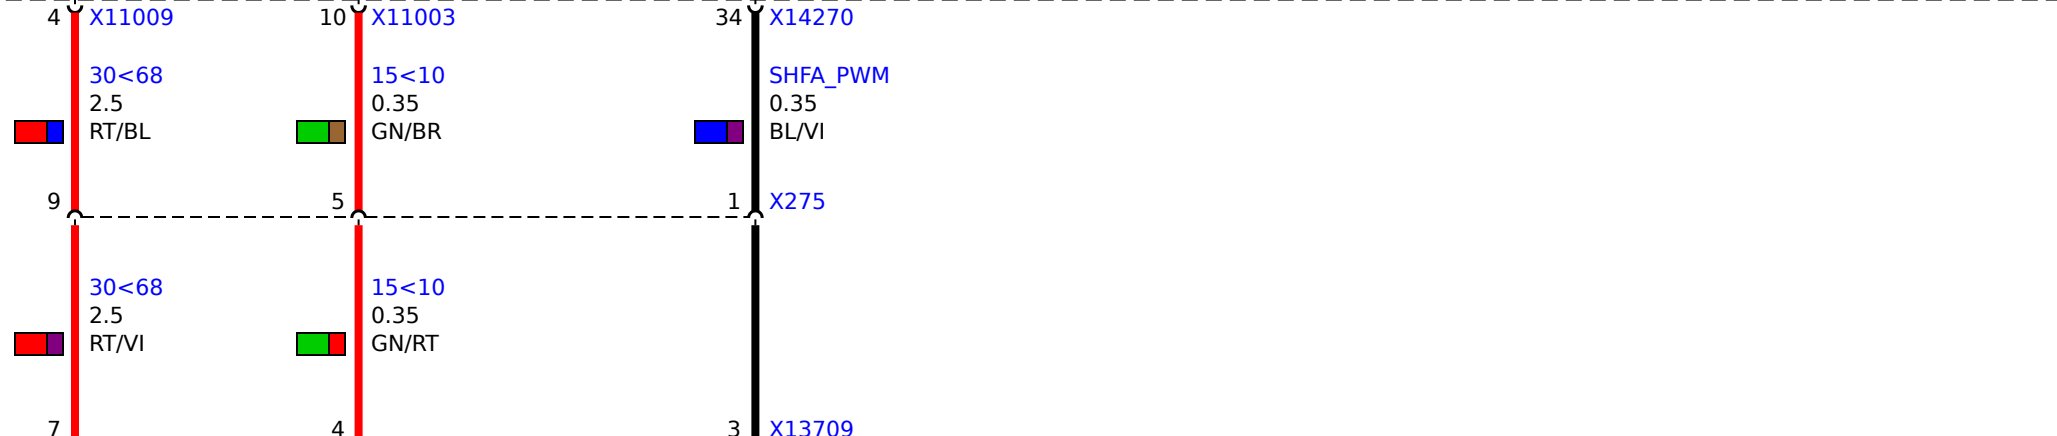 4 X11009 10 X11003 34 X14270
30<68 15<10 SHFA_PWM
2.5 0.35 0.35
RT/BL GN/BR BL/VI
9 5 1 X275
30<68 15<10
2.5 0.35
RT/VI GN/RT
7 4 3 X13709